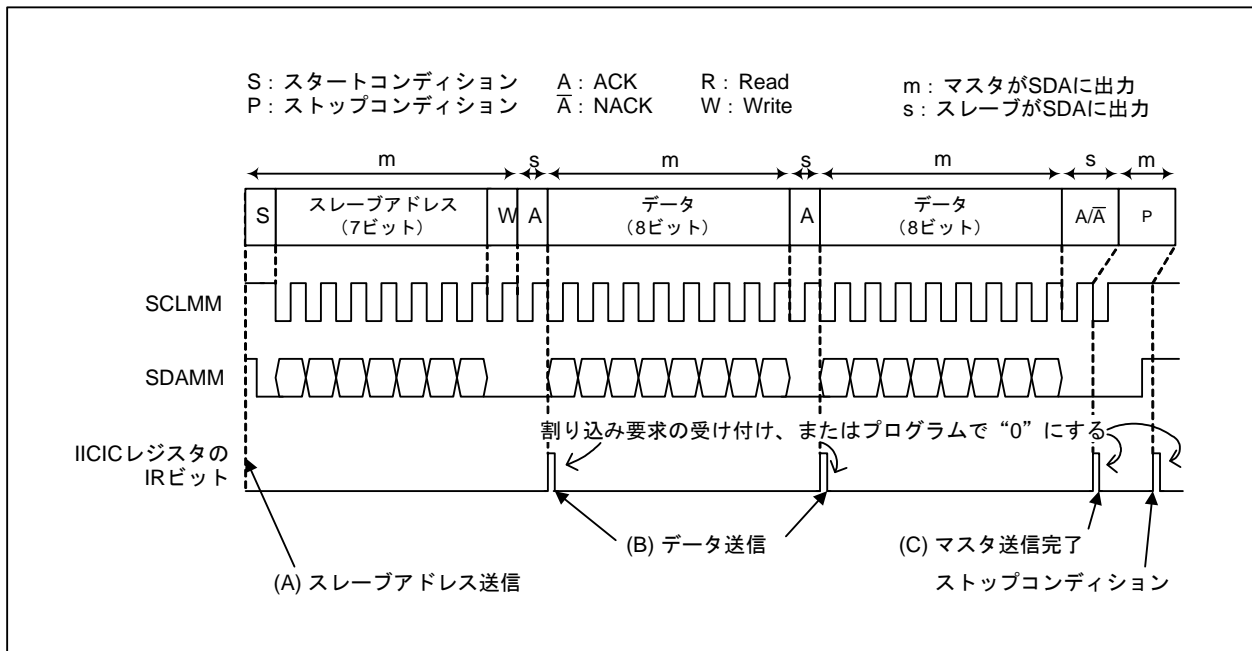 S : スタートコンディション A : ACK R : Read m : マスタがSDAに出力
P : ストップコンディション A̅ : NACK W : Write s : スレーブがSDAに出力
m s m s m s m
S スレーブアドレス W A データ A データ A/A̅ P
(7ビット) (8ビット) (8ビット)
SCLMM
SDAMM
割り込み要求の受け付け、またはプログラムで“0”にする
IICICレジスタの
IRビット
(B) データ送信 (C) マスタ送信完了
(A) スレーブアドレス送信 ストップコンディション